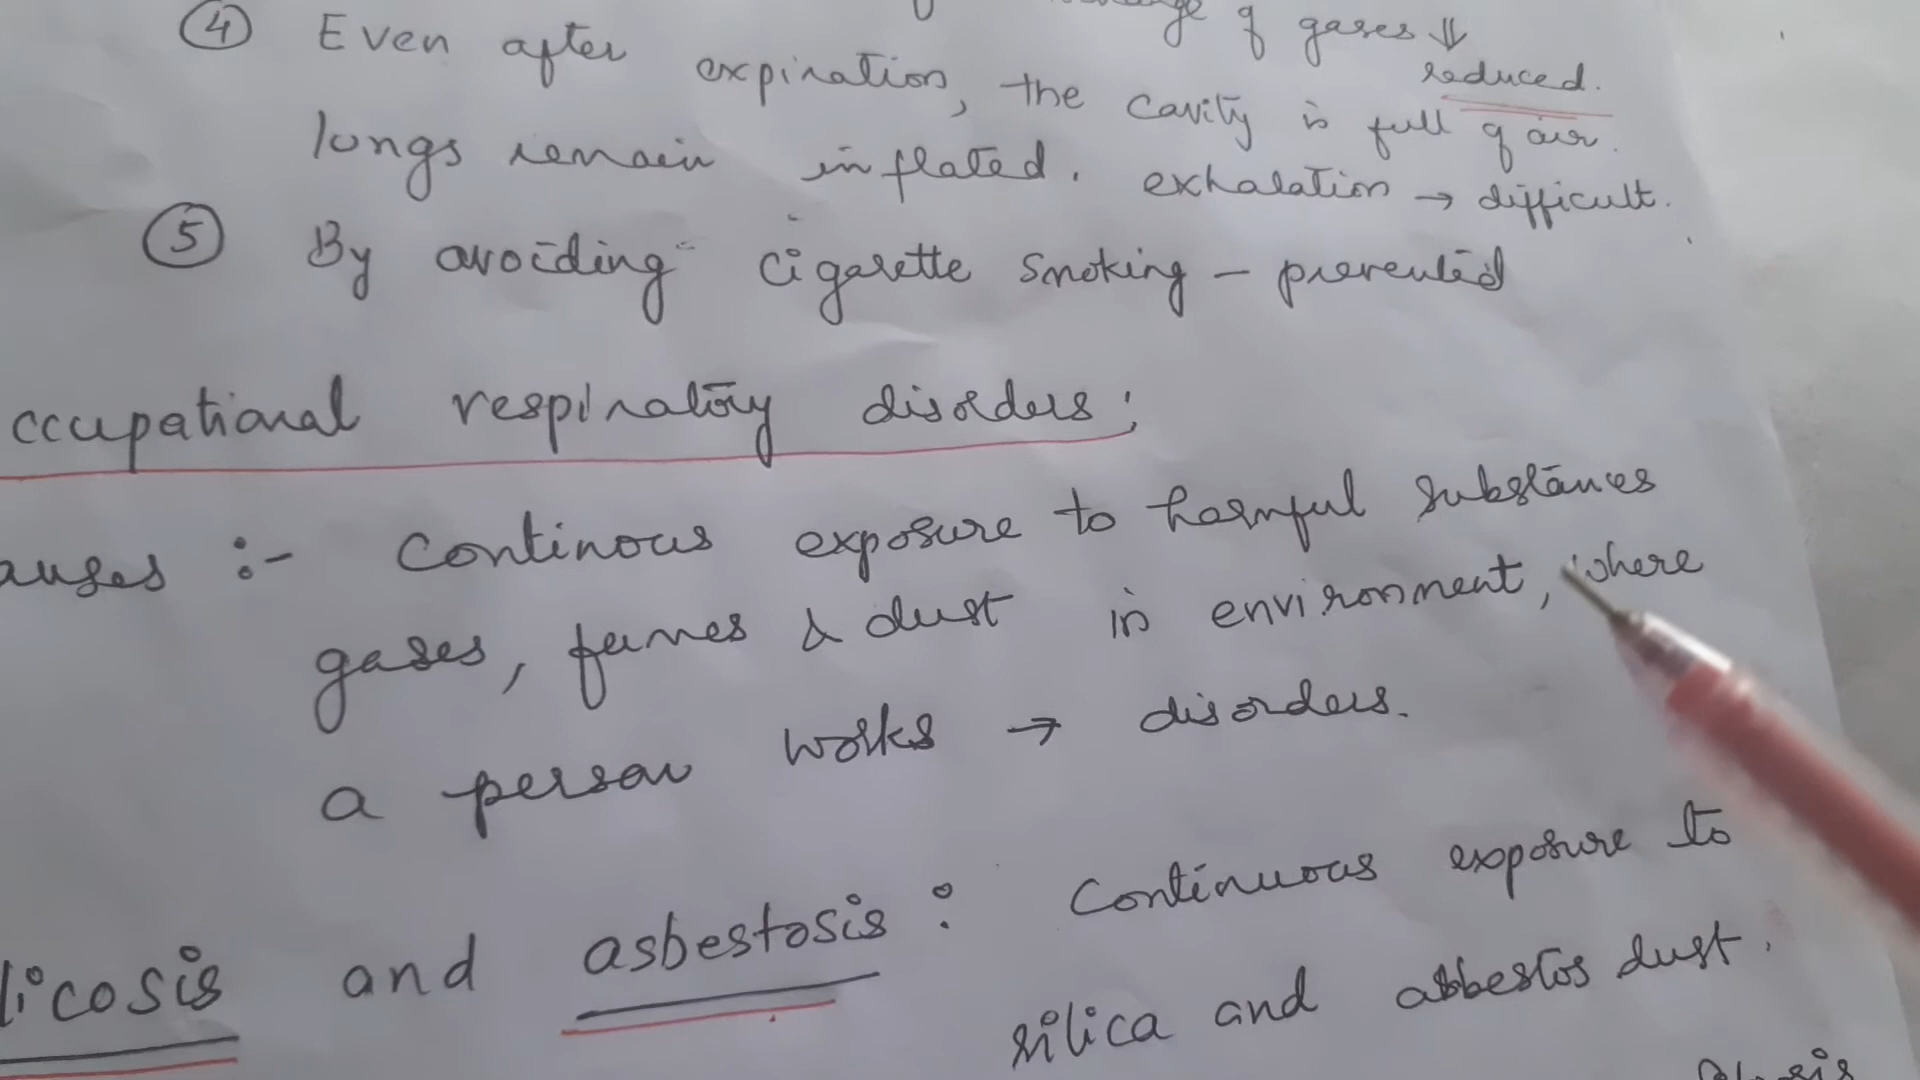 of gases ⇓
reduced.
④ Even after expiration, the cavity is full of air.
lungs remain inflated. exhalation → difficult.
⑤ By avoiding cigarette smoking - prevented
ccupational respiratory disorders:
auses :- Continous exposure to harmful substances
gases, fumes & dust in environment, where
a person works → disorders.
licosis and asbestosis : Continuous exposure to
silica and asbestos dust.